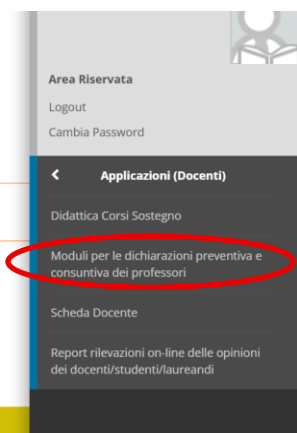 Area Riservata
Logout
Cambia Password
Applicazioni (Docenti)
Didattica Corsi Sostegno
Moduli per le dichiarazioni preventiva e
consuntiva dei professori
Scheda Docente
Report rilevazioni on-line delle opinioni
dei docenti/studenti/laureandi